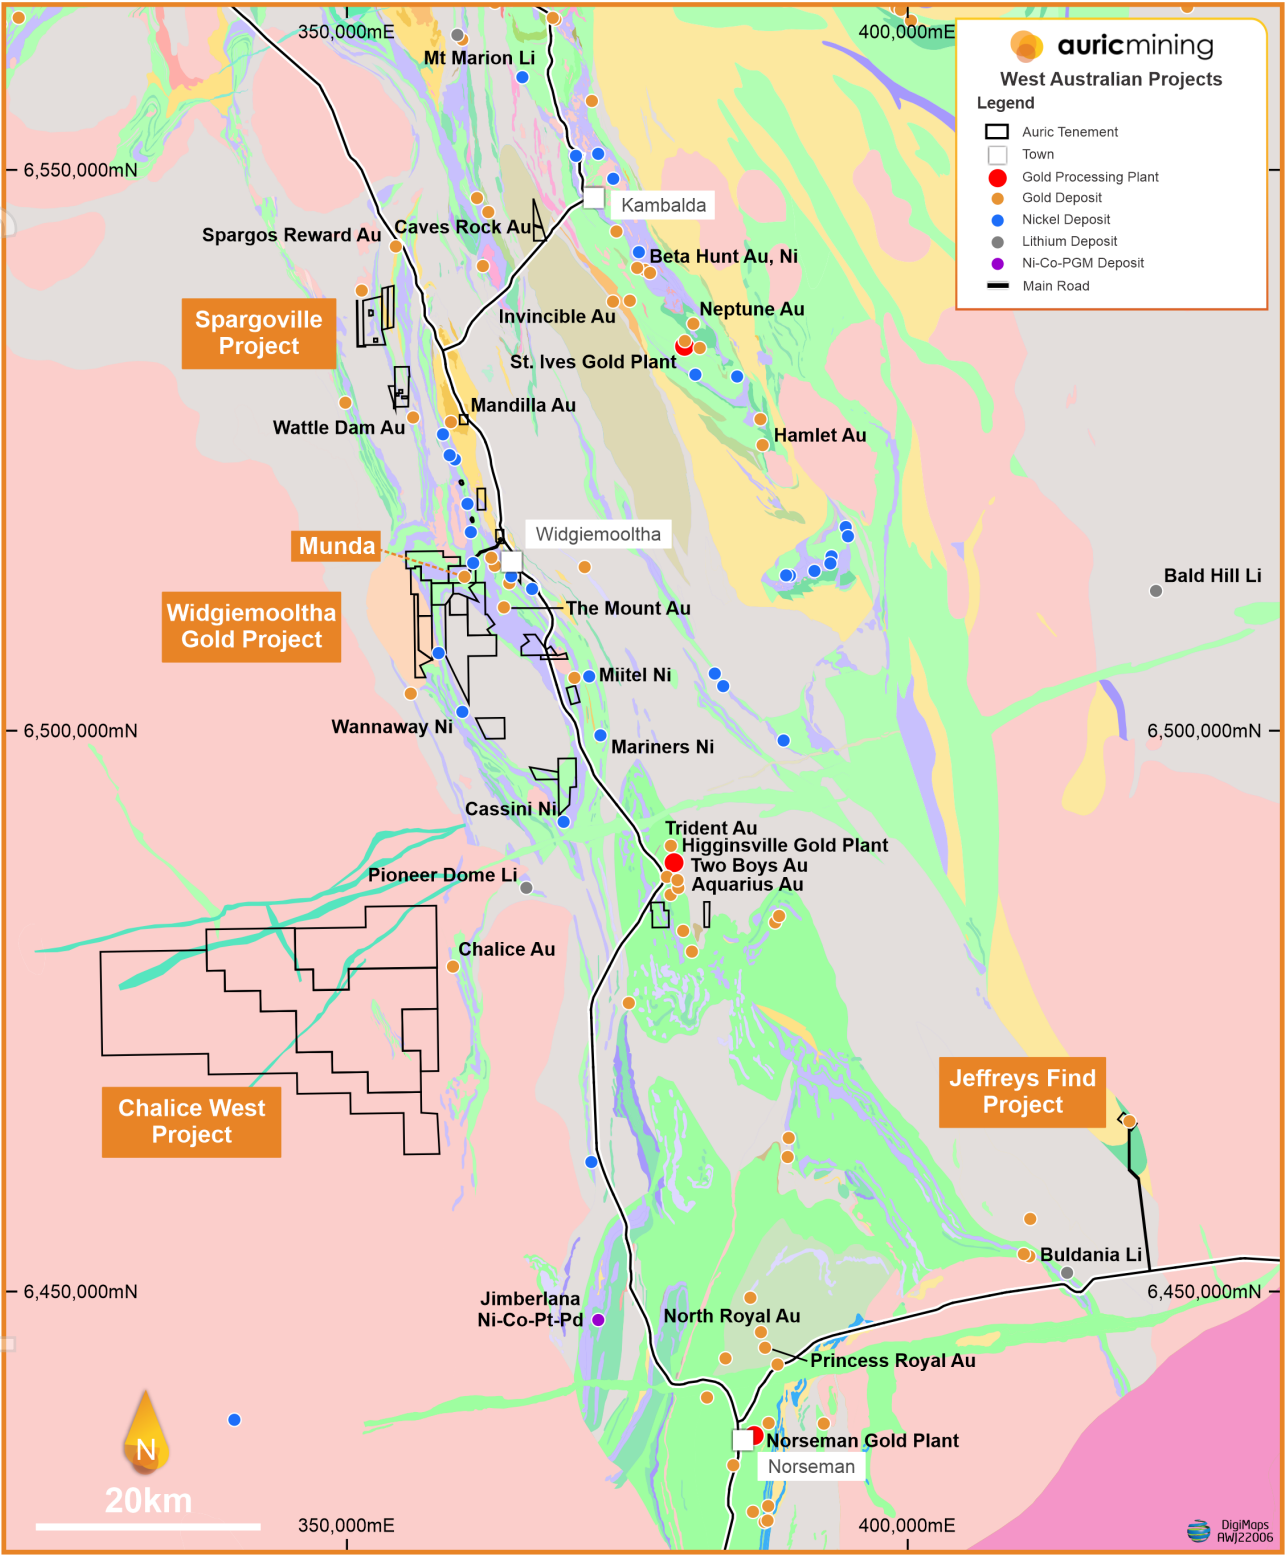 350,000mE
400,000mE
auricmining
West Australian Projects
Legend
Auric Tenement
Town
Gold Processing Plant
Gold Deposit
Nickel Deposit
Lithium Deposit
Ni-Co-PGM Deposit
Main Road
Mt Marion Li
6,550,000mN
Kambalda
Spargos Reward Au
Caves Rock Au
Beta Hunt Au, Ni
Spargoville
Project
Invincible Au
Neptune Au
St. Ives Gold Plant
Mandilla Au
Wattle Dam Au
Hamlet Au
Widgiemooltha
Munda
Bald Hill Li
Widgiemooltha
Gold Project
The Mount Au
Miitel Ni
Wannaway Ni
6,500,000mN
6,500,000mN
Mariners Ni
Cassini Ni
Trident Au
Higginsville Gold Plant
Two Boys Au
Aquarius Au
Pioneer Dome Li
Chalice Au
Jeffreys Find
Project
Chalice West
Project
Buldania Li
6,450,000mN
6,450,000mN
Jimberlana
Ni-Co-Pt-Pd
North Royal Au
Princess Royal Au
Norseman Gold Plant
Norseman
N
20km
350,000mE
400,000mE
DigiMaps
AWJ22006